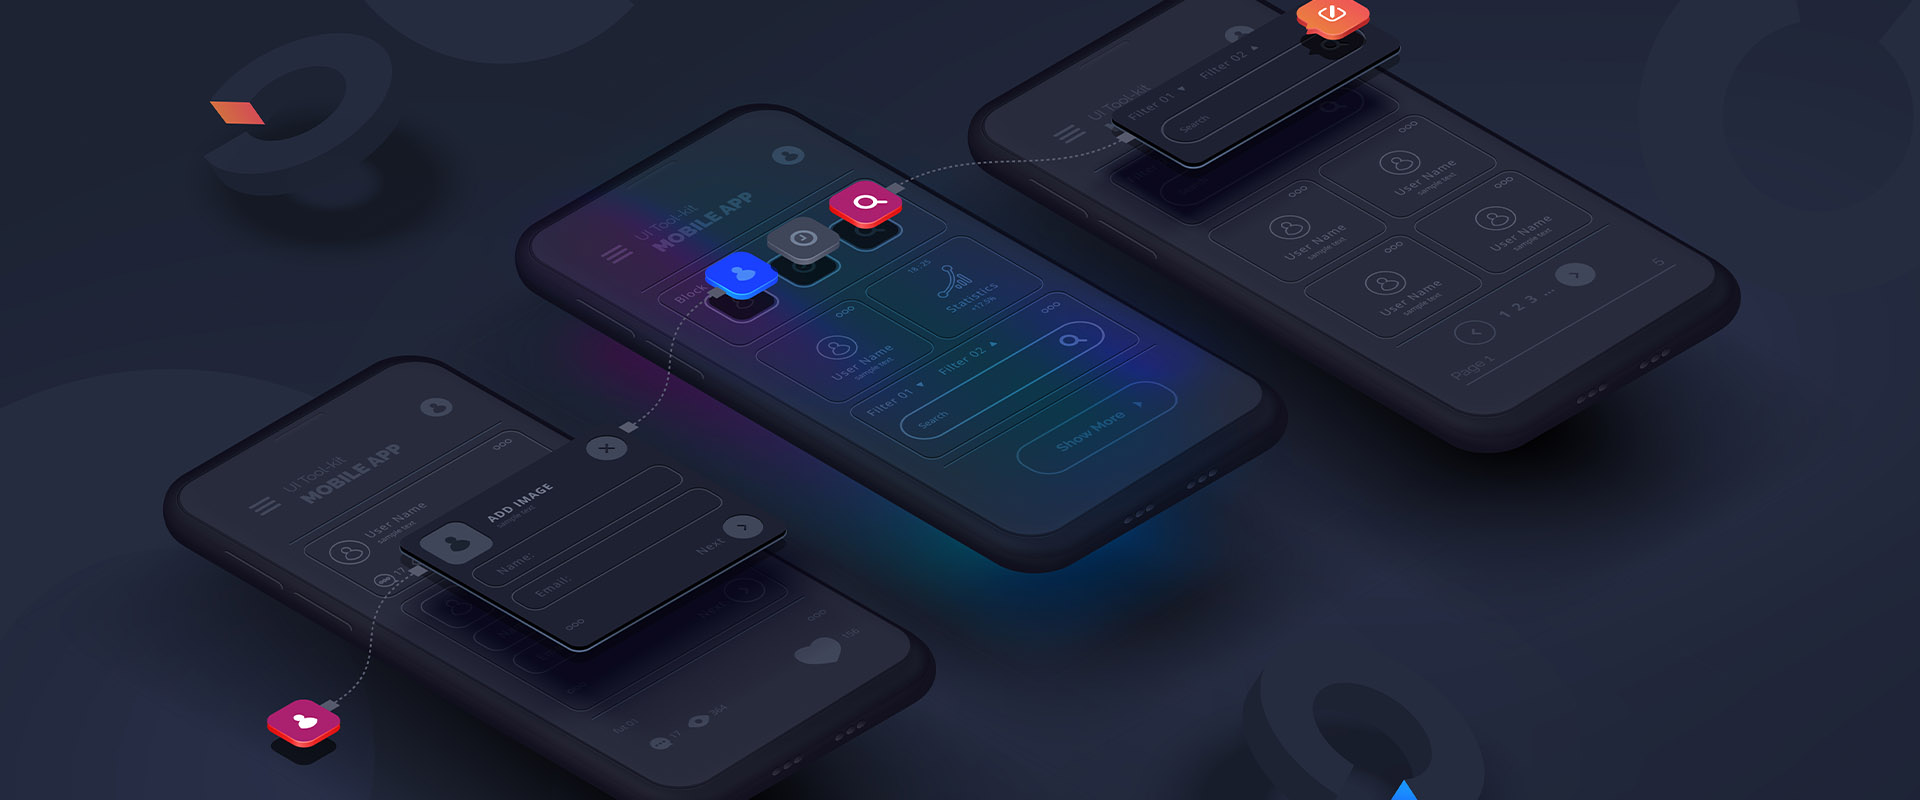 UI Tool-kit
MOBILE APP
User Name
sample text
17
ADD IMAGE
sample text
Name:
Email:
Next
Next
156
364
17
UI Tool-kit
MOBILE APP
Block
18:25
Statistics
+17.5%
User Name
sample text
Filter 01
Filter 02
Search
Show More
UI Tool-kit
Filter 01
Filter 02
Search
User Name
sample text
User Name
sample text
User Name
sample text
User Name
sample text
1 2 3 ...
Page 1
5